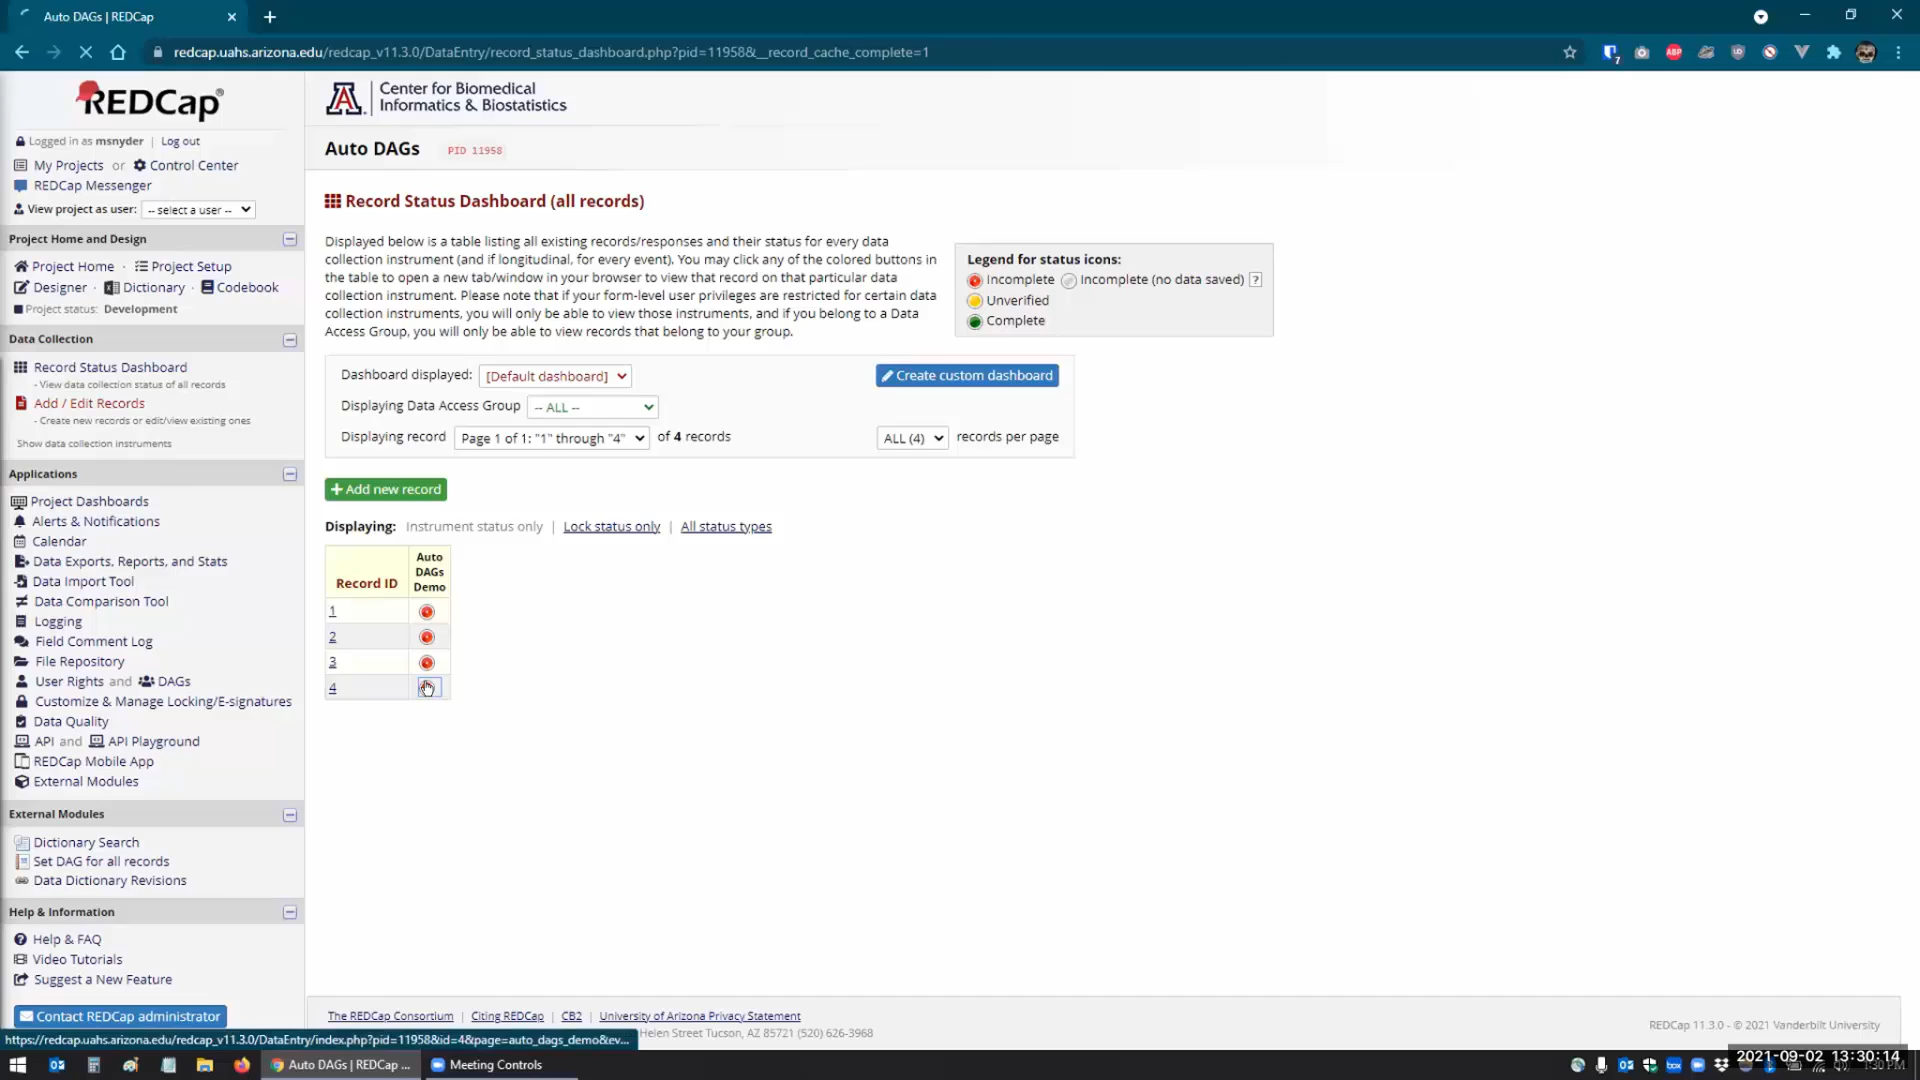 Auto DAGs | REDCap
redcap.uahs.arizona.edu/redcap_v11.3.0/DataEntry/record_status_dashboard.php?pid=11958&__record_cache_complete=1
REDCap
Logged in as msnyder | Log out
My Projects or Control Center
REDCap Messenger
View project as user: -- select a user --
Project Home and Design
Project Home · Project Setup
Designer · Dictionary · Codebook
Project status: Development
Data Collection
Record Status Dashboard
- View data collection status of all records
Add / Edit Records
- Create new records or edit/view existing ones
Show data collection instruments
Applications
Project Dashboards
Alerts & Notifications
Calendar
Data Exports, Reports, and Stats
Data Import Tool
Data Comparison Tool
Logging
Field Comment Log
File Repository
User Rights and DAGs
Customize & Manage Locking/E-signatures
Data Quality
API and API Playground
REDCap Mobile App
External Modules
External Modules
Dictionary Search
Set DAG for all records
Data Dictionary Revisions
Help & Information
Help & FAQ
Video Tutorials
Suggest a New Feature
Contact REDCap administrator
Center for Biomedical
Informatics & Biostatistics
Auto DAGs PID 11958
Record Status Dashboard (all records)
Displayed below is a table listing all existing records/responses and their status for every data
collection instrument (and if longitudinal, for every event). You may click any of the colored buttons in
the table to open a new tab/window in your browser to view that record on that particular data
collection instrument. Please note that if your form-level user privileges are restricted for certain data
collection instruments, you will only be able to view those instruments, and if you belong to a Data
Access Group, you will only be able to view records that belong to your group.
Legend for status icons:
Incomplete Incomplete (no data saved) ?
Unverified
Complete
Dashboard displayed: [Default dashboard] Create custom dashboard
Displaying Data Access Group -- ALL --
Displaying record Page 1 of 1: "1" through "4" of 4 records ALL (4) records per page
+ Add new record
Displaying: Instrument status only | Lock status only | All status types
Record ID Auto DAGs Demo
1
2
3
4
The REDCap Consortium | Citing REDCap | CB2 | University of Arizona Privacy Statement
Helen Street Tucson, AZ 85721 (520) 626-3968
REDCap 11.3.0 - © 2021 Vanderbilt University
https://redcap.uahs.arizona.edu/redcap_v11.3.0/DataEntry/index.php?pid=11958&id=4&page=auto_dags_demo&ev...
Auto DAGs | REDCap ...
Meeting Controls
2021-09-02 13:30:14